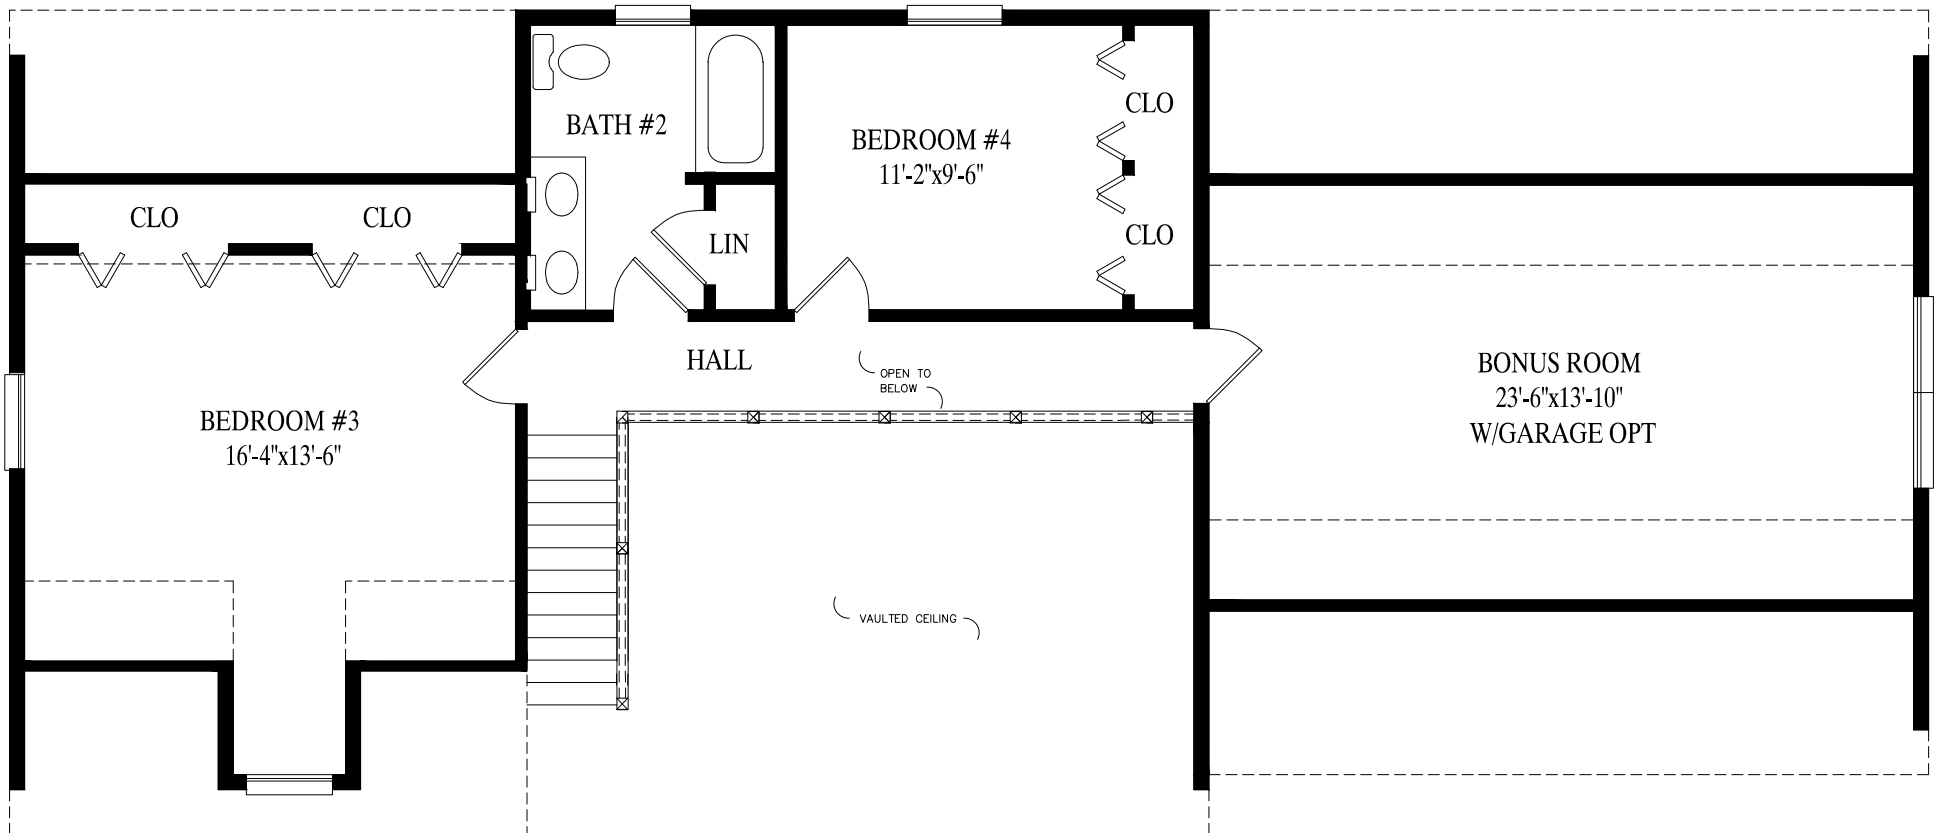 BATH #2
BEDROOM #4
11'-2"x9'-6"
CLO
CLO
CLO
CLO
LIN
HALL
OPEN TO
BELOW
BEDROOM #3
16'-4"x13'-6"
BONUS ROOM
23'-6"x13'-10"
W/GARAGE OPT
VAULTED CEILING